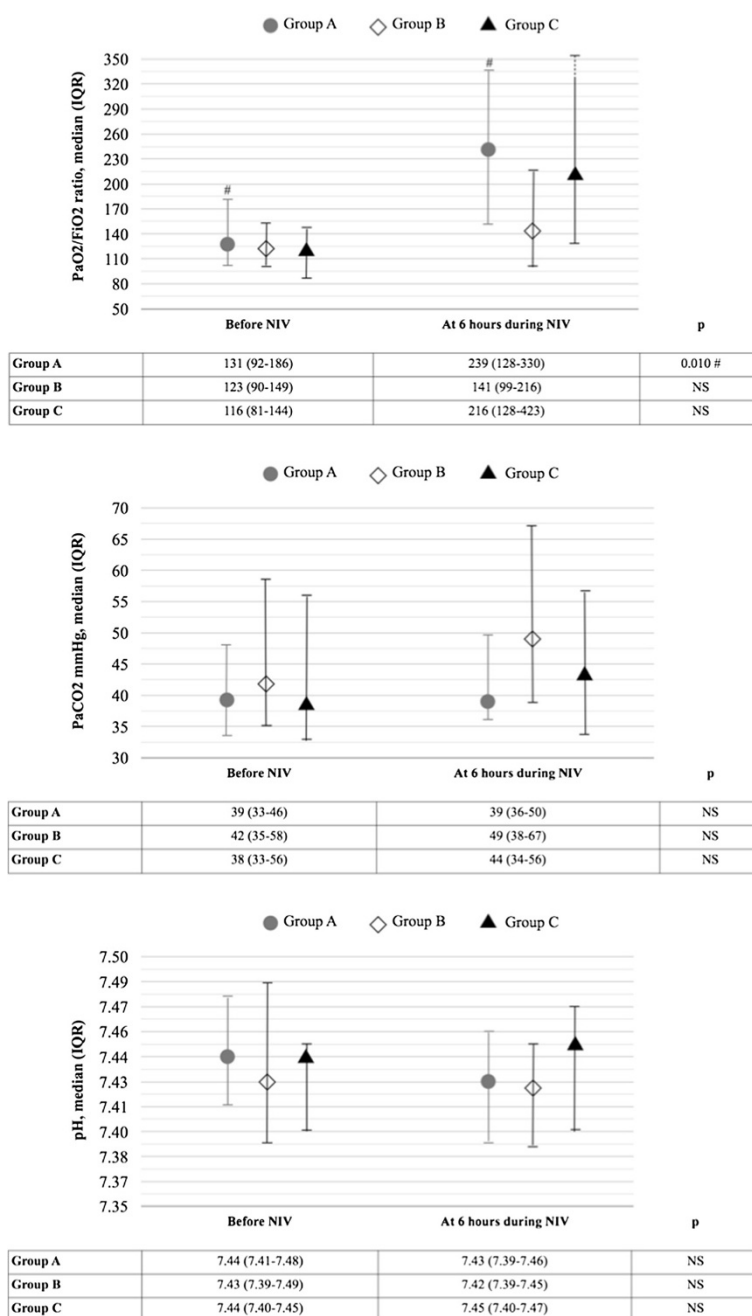 Group A Group B Group C
PaO2/FiO2 ratio, median (IQR)
350
320
290
260
230
200
170
140
110
80
50
#
#
Before NIV At 6 hours during NIV p
Group A 131 (92-186) 239 (128-330) 0.010 #
Group B 123 (90-149) 141 (99-216) NS
Group C 116 (81-144) 216 (128-423) NS
Group A Group B Group C
PaCO2 mmHg, median (IQR)
70
65
60
55
50
45
40
35
30
Before NIV At 6 hours during NIV p
Group A 39 (33-46) 39 (36-50) NS
Group B 42 (35-58) 49 (38-67) NS
Group C 38 (33-56) 44 (34-56) NS
Group A Group B Group C
pH, median (IQR)
7.50
7.49
7.47
7.46
7.44
7.43
7.41
7.40
7.38
7.37
7.35
Before NIV At 6 hours during NIV p
Group A 7.44 (7.41-7.48) 7.43 (7.39-7.46) NS
Group B 7.43 (7.39-7.49) 7.42 (7.39-7.45) NS
Group C 7.44 (7.40-7.45) 7.45 (7.40-7.47) NS